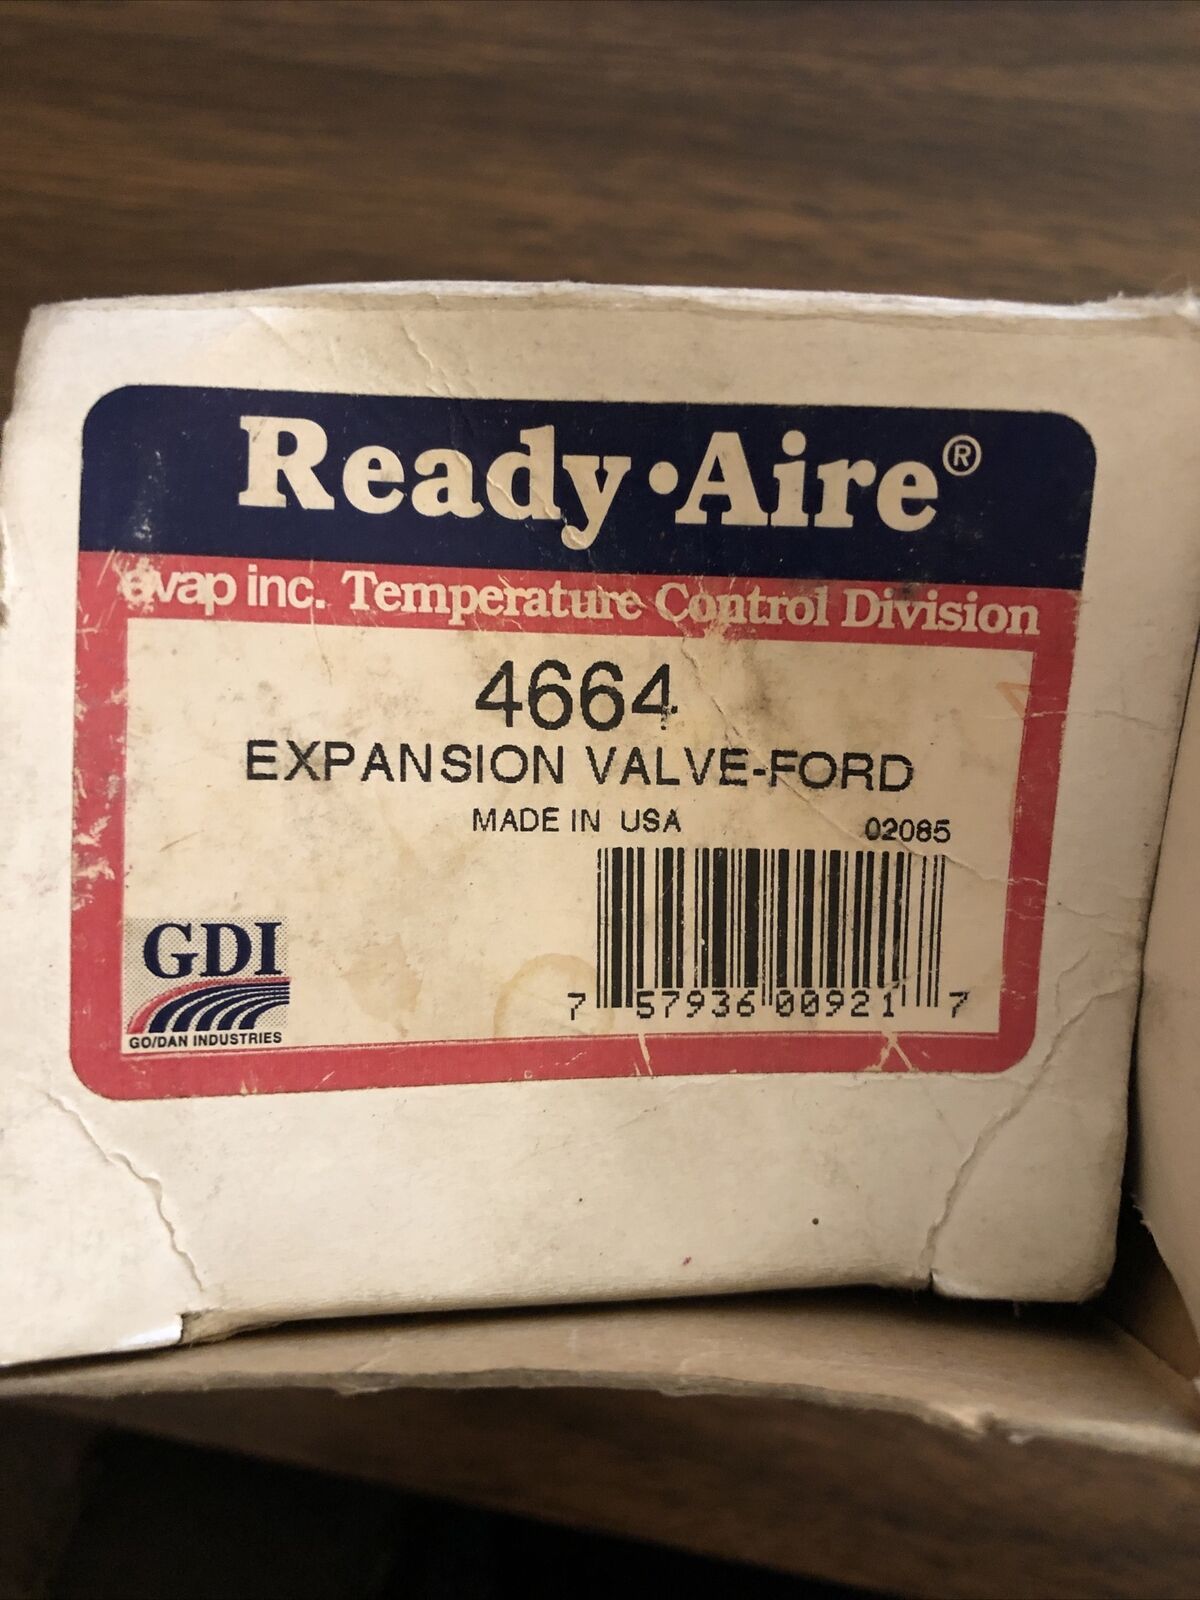 Ready•Aire®
evap inc. Temperature Control Division
4664
EXPANSION VALVE-FORD
MADE IN USA
02085
7 57936 00921 7
GDI
GO/DAN INDUSTRIES